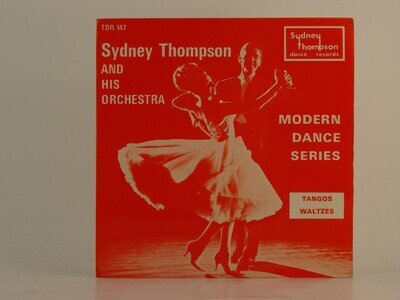 TDR 147
Sydney Thompson
AND
HIS
ORCHESTRA
Sydney
Thompson
dance records
MODERN
DANCE
SERIES
TANGOS
WALTZES